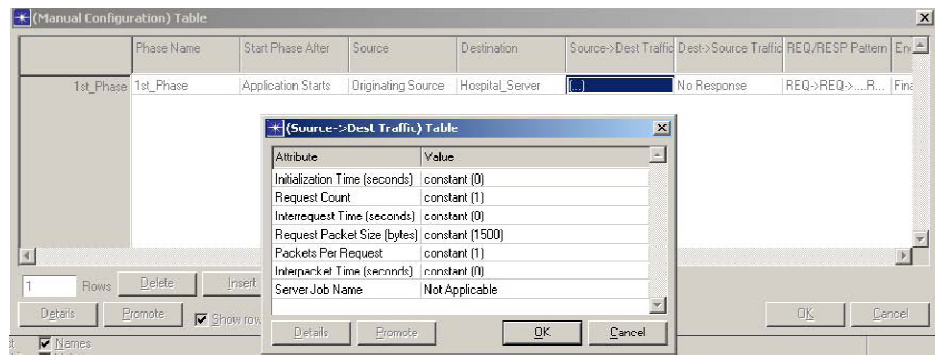 (Manual Configuration) Table
Phase Name Start Phase After Source Destination Source->Dest Traffic Dest->Source Traffic REQ/RESP Pattern En
1st_Phase 1st_Phase Application Starts Originating Source Hospital_Server (...) No Response REQ->REQ->....R... Fina
(Source->Dest Traffic) Table
Attribute Value
Initialization Time (seconds) constant (0)
Request Count constant (1)
Interrequest Time (seconds) constant (0)
Request Packet Size (bytes) constant (1500)
Packets Per Request constant (1)
Interpacket Time (seconds) constant (0)
Server Job Name Not Applicable
1 Rows Delete Insert
Details Promote Show row OK Cancel
Details Promote OK Cancel
Names